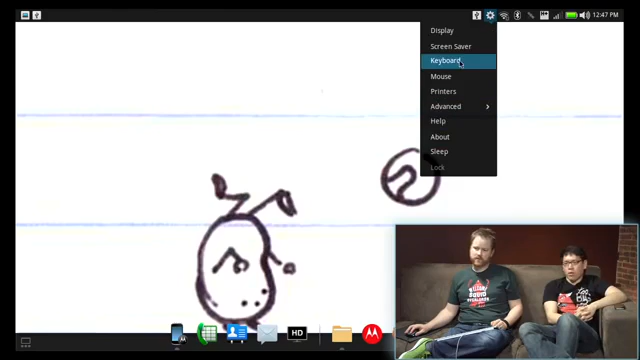 12:47 PM
Display
Screen Saver
Keyboard
Mouse
Printers
Advanced
Help
About
Sleep
Lock
HD